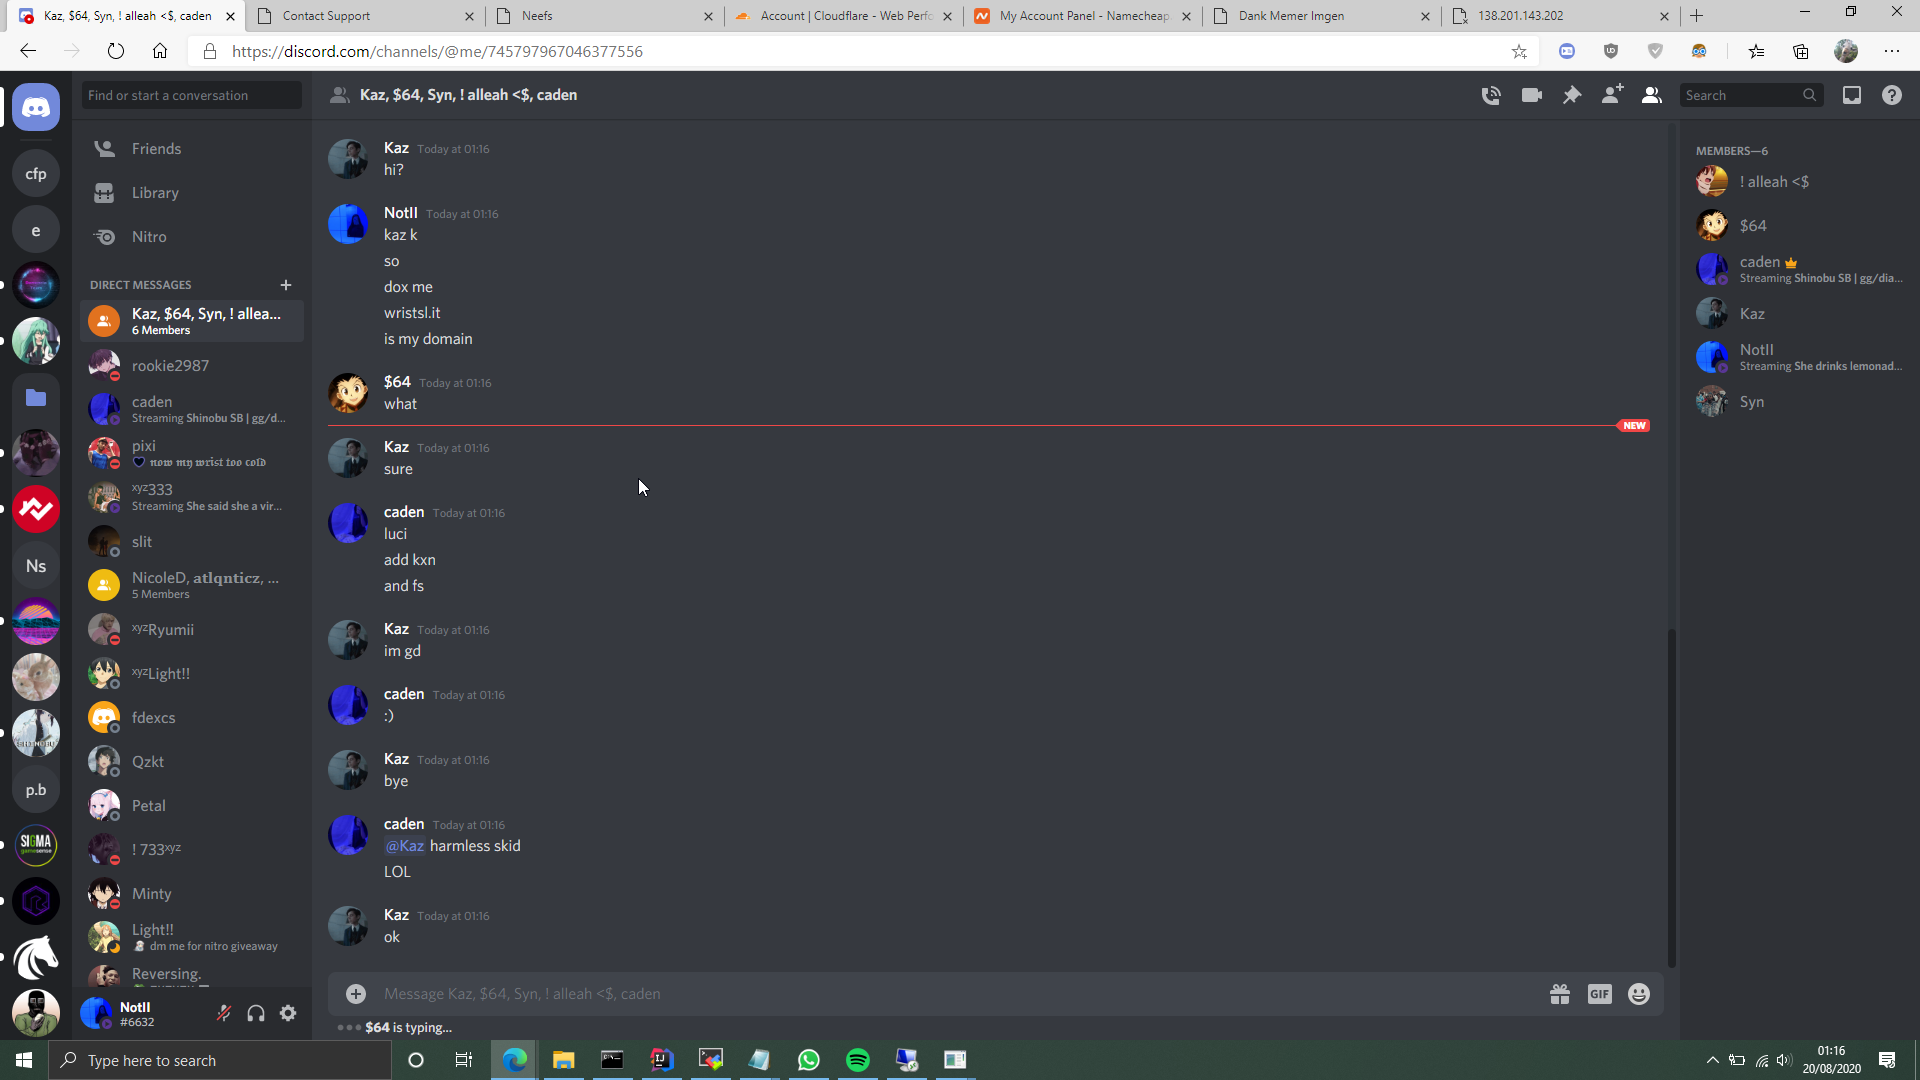 Kaz, $64, Syn, ! alleah <$, caden
Contact Support
Neefs
Account | Cloudflare - Web Perfo
My Account Panel - Namecheap
Dank Memer Imgen
138.201.143.202
https://discord.com/channels/@me/745797967046377556
Find or start a conversation
Kaz, $64, Syn, ! alleah <$, caden
Search
cfp
e
Ns
SIGMA
gamesense
p.b
Friends
Library
Nitro
DIRECT MESSAGES
Kaz, $64, Syn, ! allea...
6 Members
rookie2987
caden
Streaming Shinobu SB | gg/d...
pixi
𝖓𝖔𝖜 𝖒𝖞 𝖜𝖗𝖎𝖘𝖙 𝖙𝖔𝖔 𝖈𝖔𝖑𝖉
ˣʸᶻ333
Streaming She said she a vir...
slit
NicoleD, 𝐚𝐭𝐥𝐪𝐧𝐭𝐢𝐜𝐳, ...
5 Members
ˣʸᶻRyumii
ˣʸᶻLight!!
fdexcs
Qzkt
Petal
! 733ˣʸᶻ
Minty
Light!!
dm me for nitro giveaway
Reversing.
NotII
#6632
Kaz Today at 01:16
hi?
NotII Today at 01:16
kaz k
so
dox me
wristsl.it
is my domain
$64 Today at 01:16
what
NEW
Kaz Today at 01:16
sure
caden Today at 01:16
luci
add kxn
and fs
Kaz Today at 01:16
im gd
caden Today at 01:16
:)
Kaz Today at 01:16
bye
caden Today at 01:16
@Kaz harmless skid
LOL
Kaz Today at 01:16
ok
Message Kaz, $64, Syn, ! alleah <$, caden
GIF
$64 is typing...
MEMBERS—6
! alleah <$
$64
caden
Streaming Shinobu SB | gg/dia...
Kaz
NotII
Streaming She drinks lemonad...
Syn
Type here to search
01:16
20/08/2020